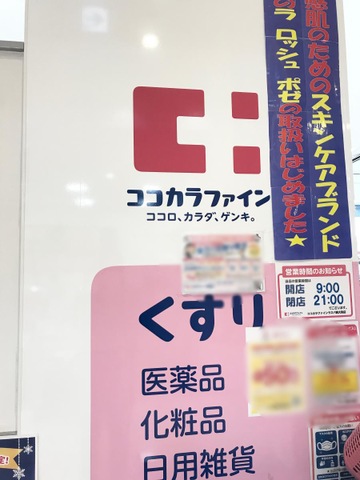 敏感肌のためのスキンケアブランド
のラ ロッシュ ポゼの取扱いはじめました★
ココカラファイン
ココロ、カラダ、ゲンキ。
営業時間のお知らせ
開店 9:00
閉店 21:00
くすり
医薬品
化粧品
日用雑貨